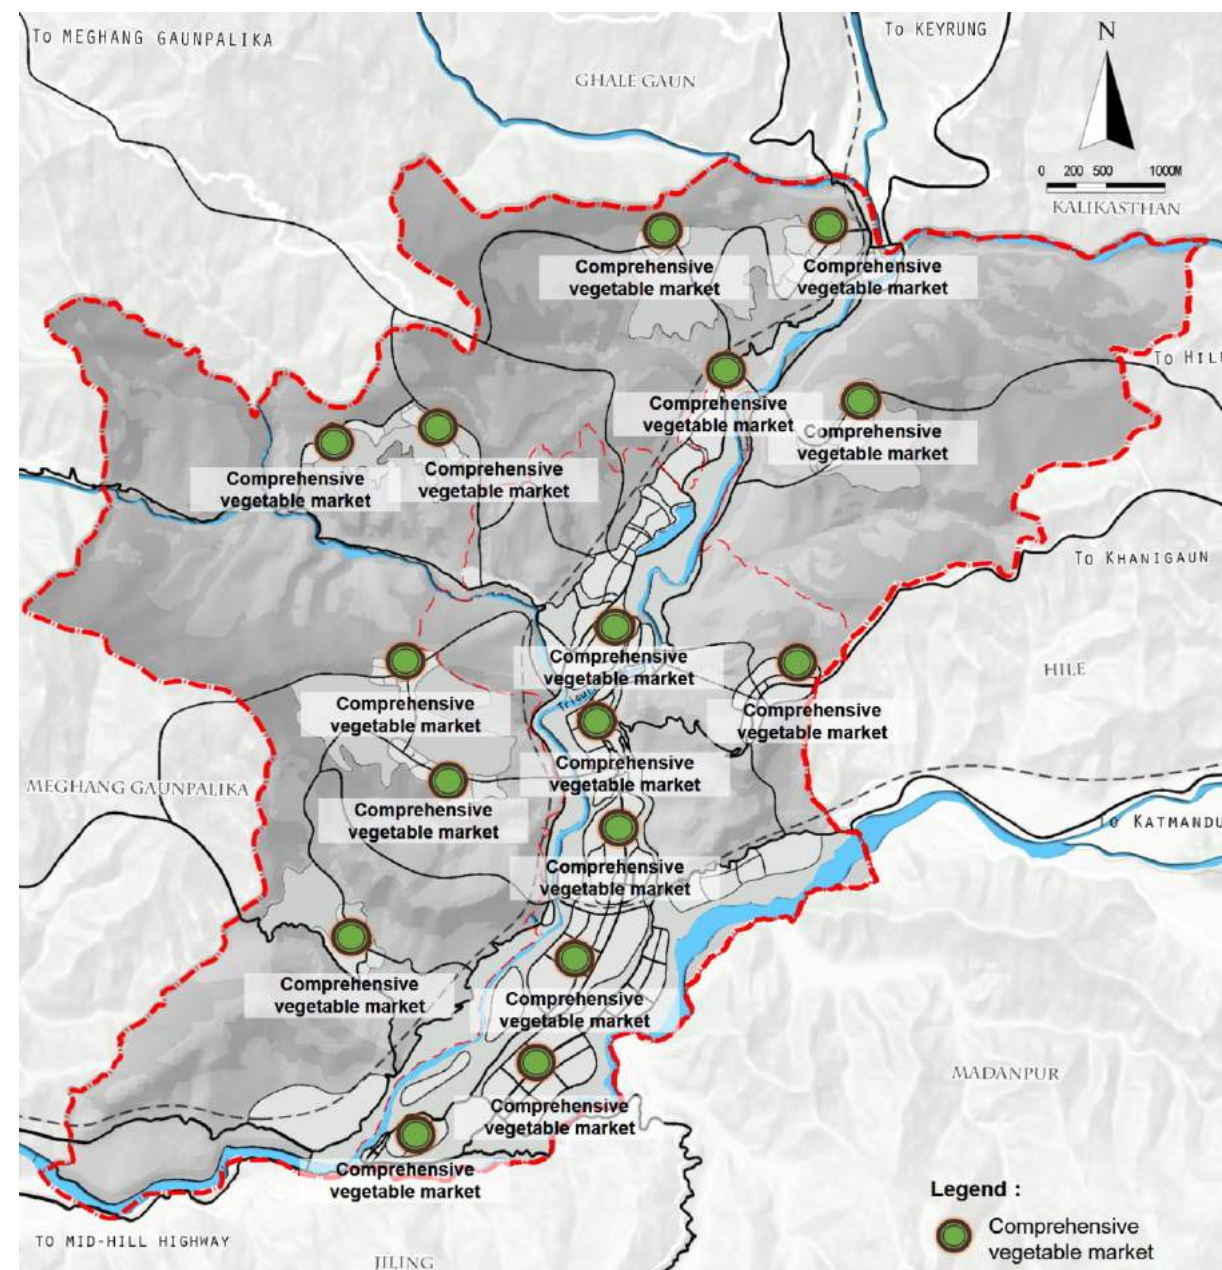 To MEGHANG GAUNPALIKA
To KEYRUNG
N
GHALE GAUN
0 200 500 1000M
KALIKASTHAN
Comprehensive
vegetable market
Comprehensive
vegetable market
To HILE
Comprehensive
vegetable market
Comprehensive
vegetable market
Comprehensive
vegetable market
Comprehensive
vegetable market
To KHANIGAUN
Comprehensive
vegetable market
HILE
Comprehensive
vegetable market
Comprehensive
vegetable market
Comprehensive
vegetable market
MEGHANG GAUNPALIKA
Comprehensive
vegetable market
To KATMANDU
Comprehensive
vegetable market
Comprehensive
vegetable market
Comprehensive
vegetable market
MADANPUR
Comprehensive
vegetable market
Comprehensive
vegetable market
Legend :
Comprehensive
vegetable market
TO MID-HILL HIGHWAY
JILING